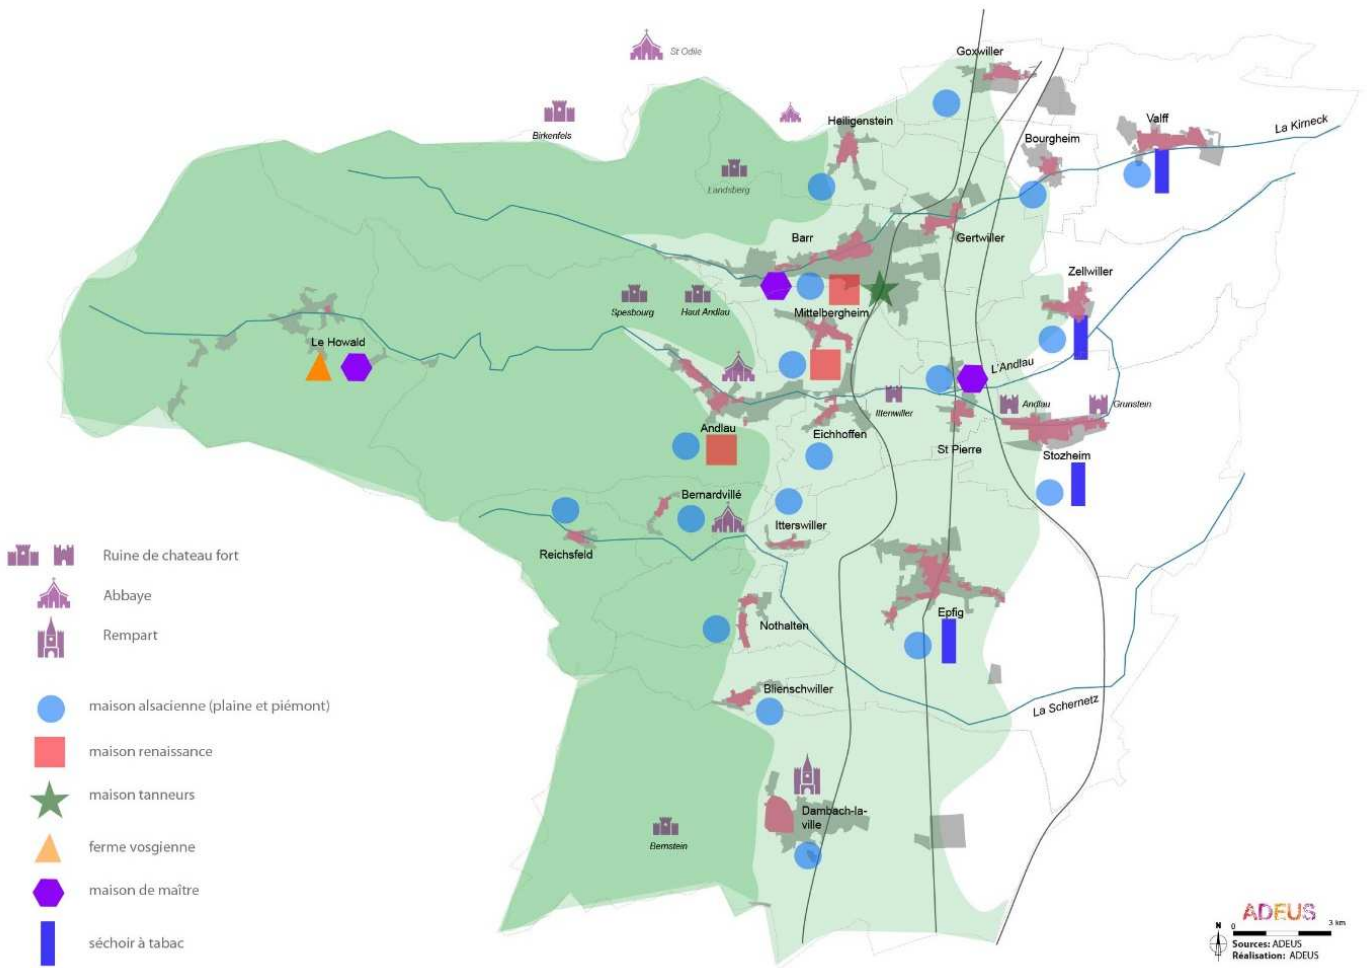 Goxwiller
St Odile
Valff
La Kirneck
Heiligenstein
Birkenfels
Bourgheim
Landsberg
Barr
Gertwiller
Zellwiller
Spesbourg
Haut Andlau
Mittelbergheim
Le Howald
L'Andlau
Ittenwiller
Andlau
Grunstein
Andlau
Eichhoffen
St Pierre
Stozheim
Bernardvillé
Itterswiller
Reichsfeld
Ruine de chateau fort
Abbaye
Rempart
Epfig
Nothalten
Blienschwiller
La Schernetz
maison alsacienne (plaine et piémont)
maison renaissance
maison tanneurs
Dambach-la-
ville
Bernstein
ferme vosgienne
maison de maître
séchoir à tabac
ADEUS
N
0
3 km
Sources: ADEUS
Réalisation: ADEUS